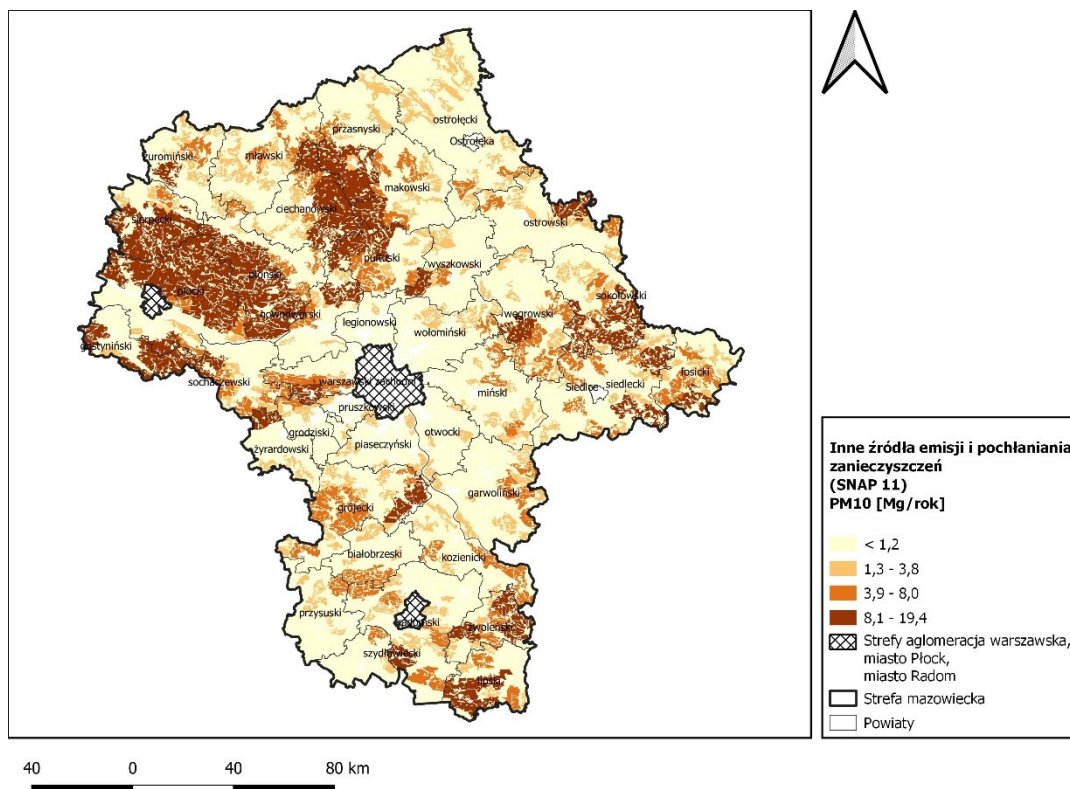 ostrołęcki
przasnyski
Ostrołęka
żuromiński
mławski
makowski
ciechanowski
sierpecki
ostrowski
płoński
pułtuski
wyszkowski
płocki
sokołowski
nowodworski
węgrowski
legionowski
wołomiński
gostyniński
sochaczewski
warszawski zachodni
łosicki
miński
Siedlce
siedlecki
pruszkowski
grodziski
otwocki
piaseczyński
żyrardowski
garwoliński
grójecki
białobrzeski
kozienicki
przysuski
radomski
zwoleński
szydłowiecki
lipski
Inne źródła emisji i pochłaniania
zanieczyszczeń
(SNAP 11)
PM10 [Mg/rok]
< 1,2
1,3 - 3,8
3,9 - 8,0
8,1 - 19,4
Strefy aglomeracja warszawska,
miasto Płock,
miasto Radom
Strefa mazowiecka
Powiaty
40 0 40 80 km